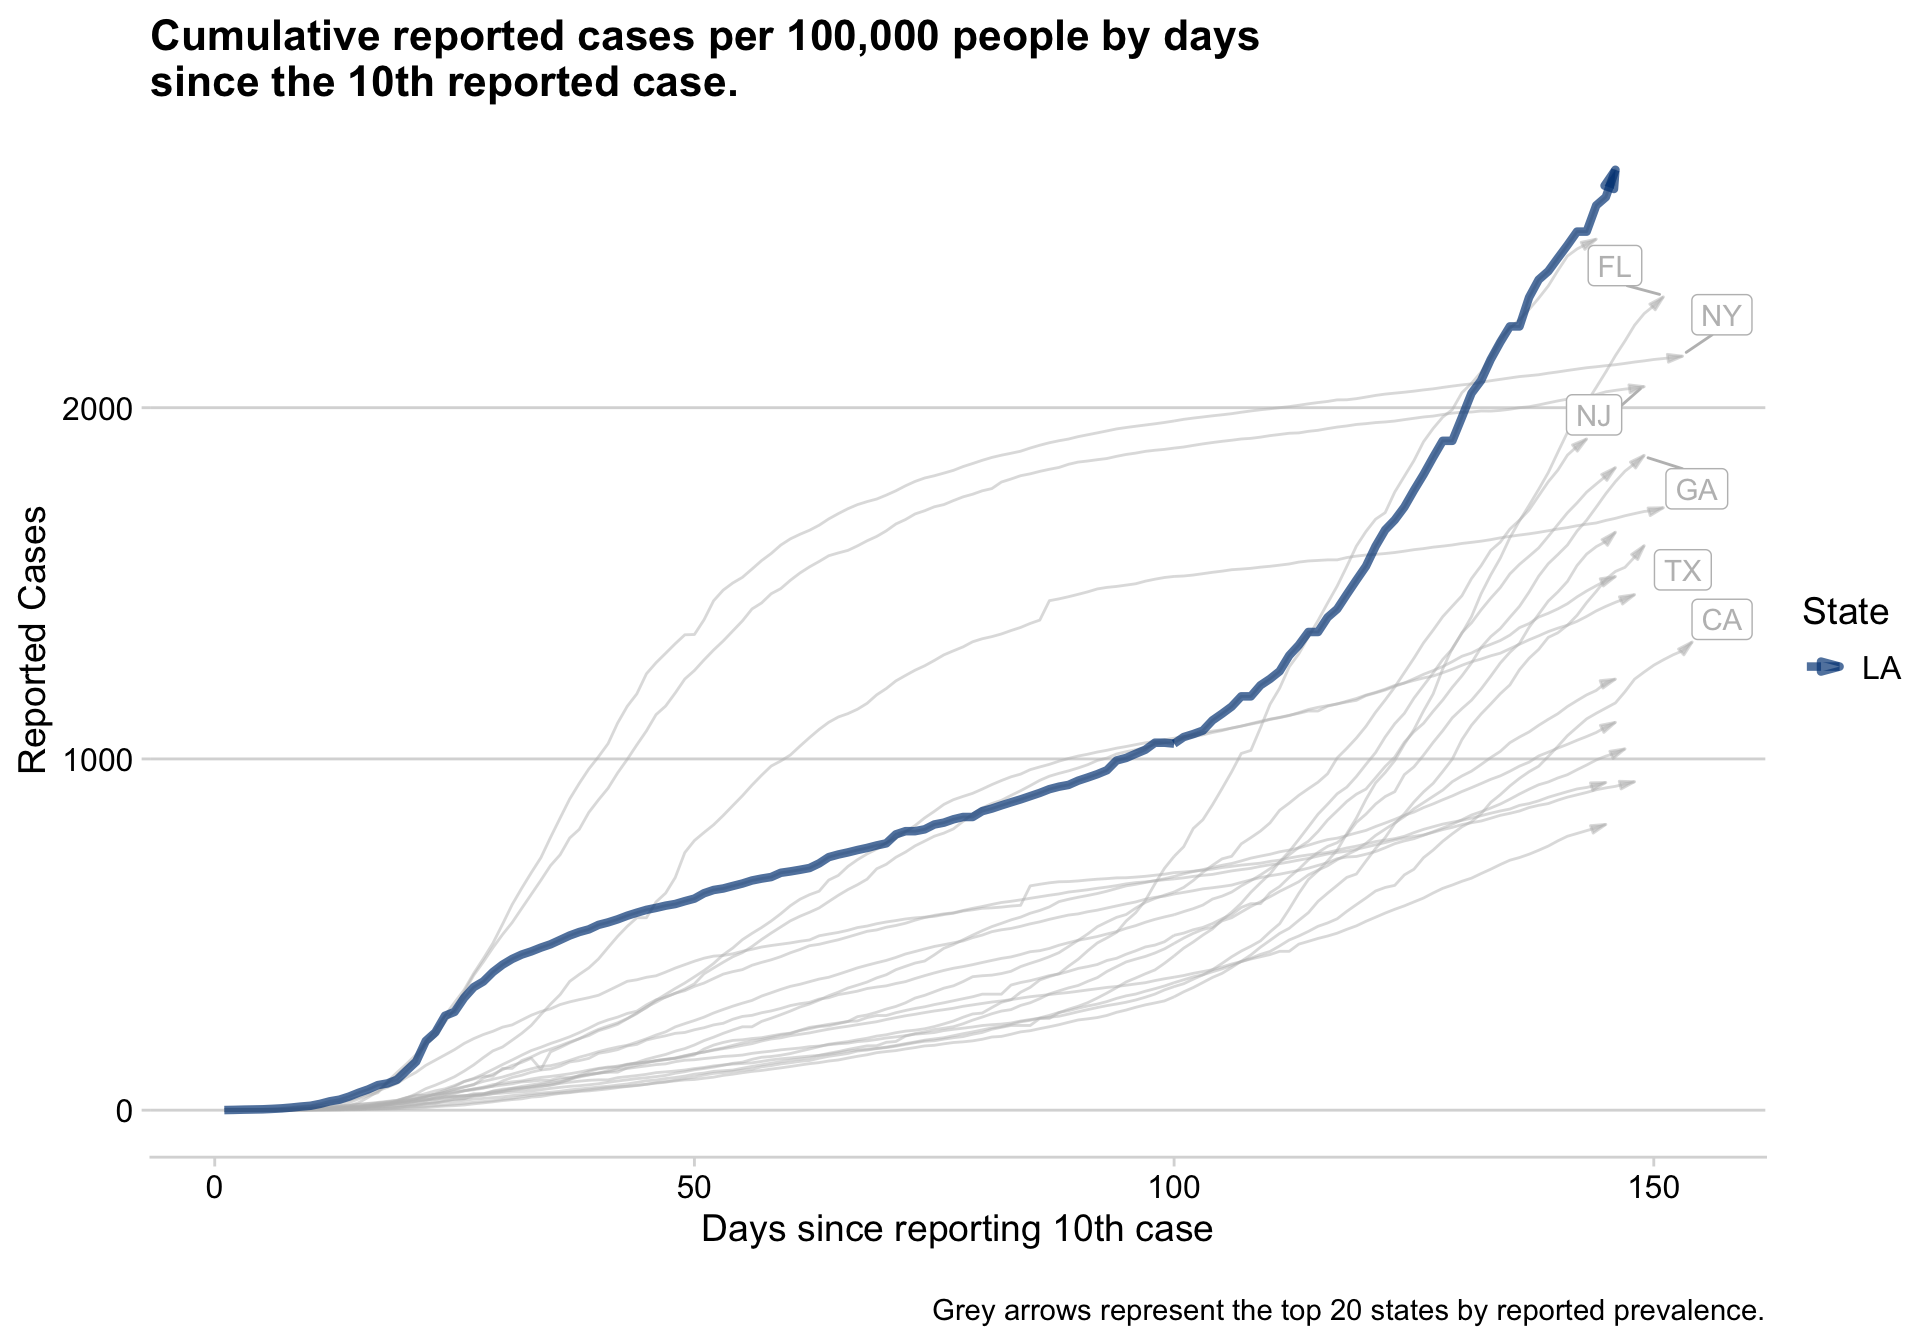 Cumulative reported cases per 100,000 people by days
since the 10th reported case.
FL
NY
2000
NJ
GA
TX
CA
Reported Cases
State
LA
1000
0
0 50 100 150
Days since reporting 10th case
Grey arrows represent the top 20 states by reported prevalence.